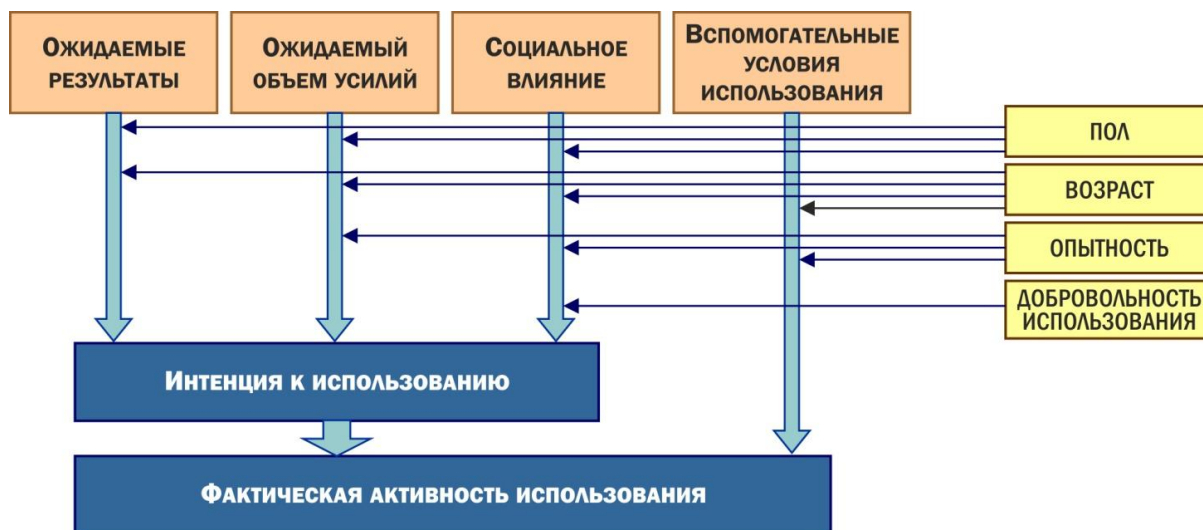 Ожидаемые
результаты
Ожидаемый
объем усилий
Социальное
влияние
Вспомогательные
условия
использования
ПОЛ
ВОЗРАСТ
ОПЫТНОСТЬ
ДОБРОВОЛЬНОСТЬ
ИСПОЛЬЗОВАНИЯ
Интенция к использованию
Фактическая активность использования